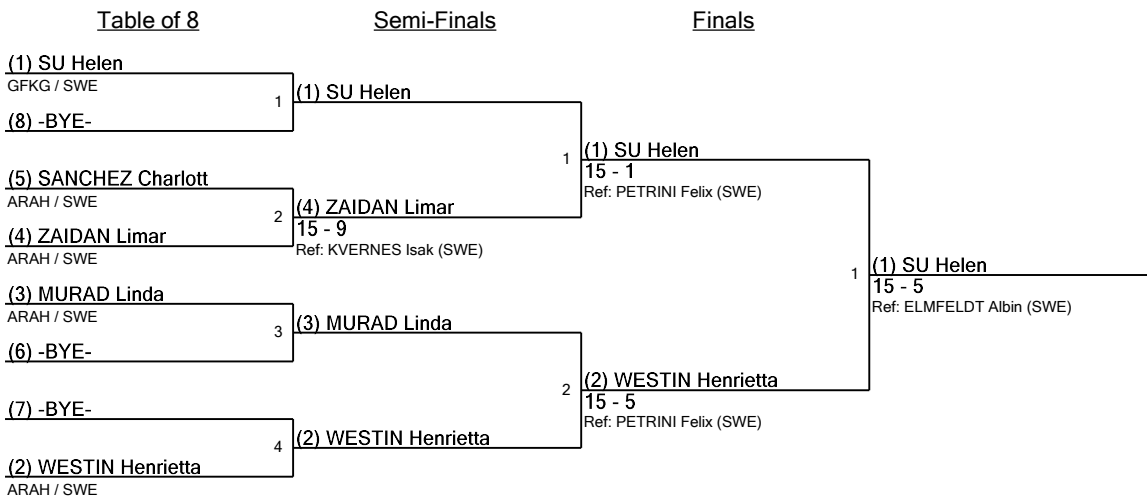 Table of 8 Semi-Finals Finals
(1) SU Helen
GFKG / SWE
1
(8) -BYE-
(5) SANCHEZ Charlott
ARAH / SWE
2
(4) ZAIDAN Limar
ARAH / SWE
(3) MURAD Linda
ARAH / SWE
3
(6) -BYE-
(7) -BYE-
4
(2) WESTIN Henrietta
ARAH / SWE
(1) SU Helen
1
(4) ZAIDAN Limar
15 - 9
Ref: KVERNES Isak (SWE)
(3) MURAD Linda
2
(2) WESTIN Henrietta
(1) SU Helen
15 - 1
Ref: PETRINI Felix (SWE)
1
(2) WESTIN Henrietta
15 - 5
Ref: PETRINI Felix (SWE)
(1) SU Helen
15 - 5
Ref: ELMFELDT Albin (SWE)